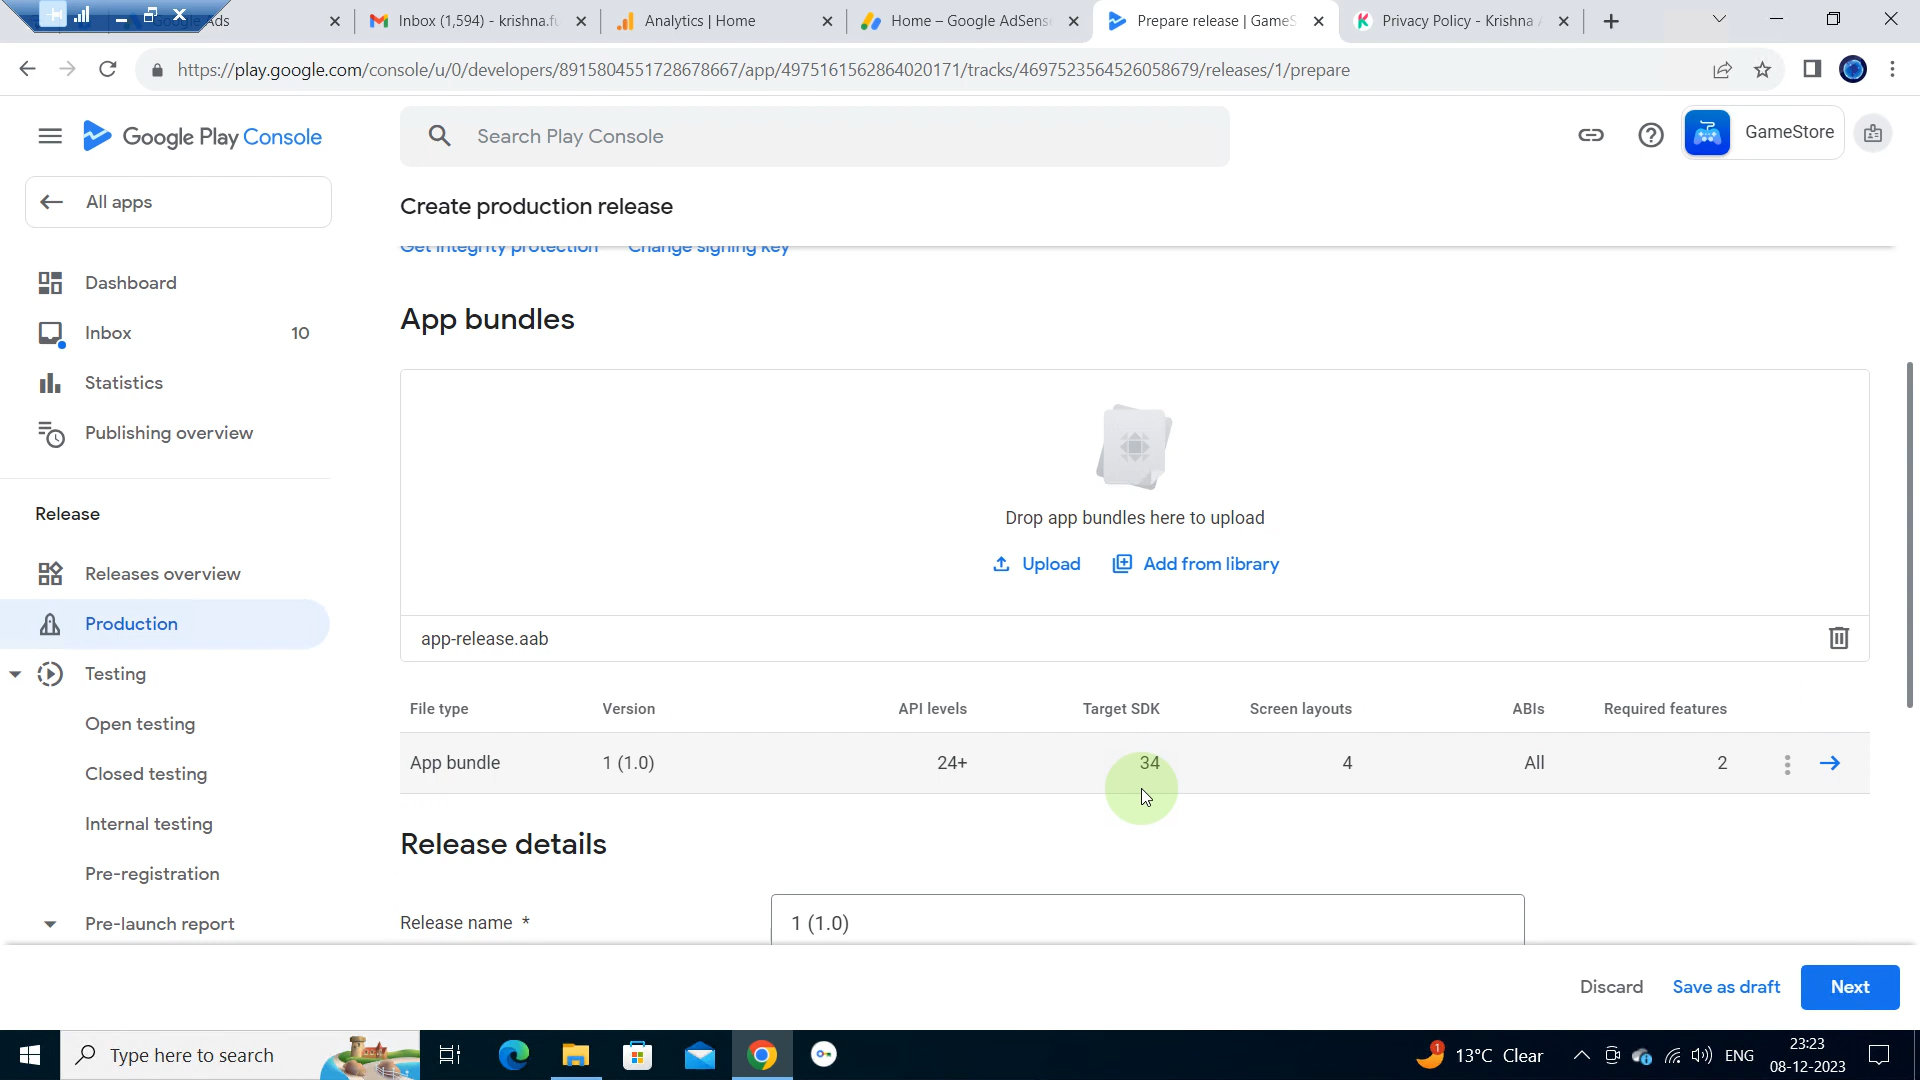 Ads
Inbox (1,594) - krishna.fu
Analytics | Home
Home – Google AdSens
Prepare release | GameS
Privacy Policy - Krishna
https://play.google.com/console/u/0/developers/8915804551728678667/app/4975161562864020171/tracks/4697523564526058679/releases/1/prepare
Google Play Console
Search Play Console
GameStore
All apps
Create production release
Get integrity protection Change signing key
Dashboard
Inbox 10
Statistics
Publishing overview
Release
Releases overview
Production
Testing
Open testing
Closed testing
Internal testing
Pre-registration
Pre-launch report
App bundles
Drop app bundles here to upload
Upload Add from library
app-release.aab
File type Version API levels Target SDK Screen layouts ABIs Required features
App bundle 1 (1.0) 24+ 34 4 All 2
Release details
Release name *
1 (1.0)
Discard Save as draft Next
Type here to search
1
13°C Clear
ENG
23:23
08-12-2023